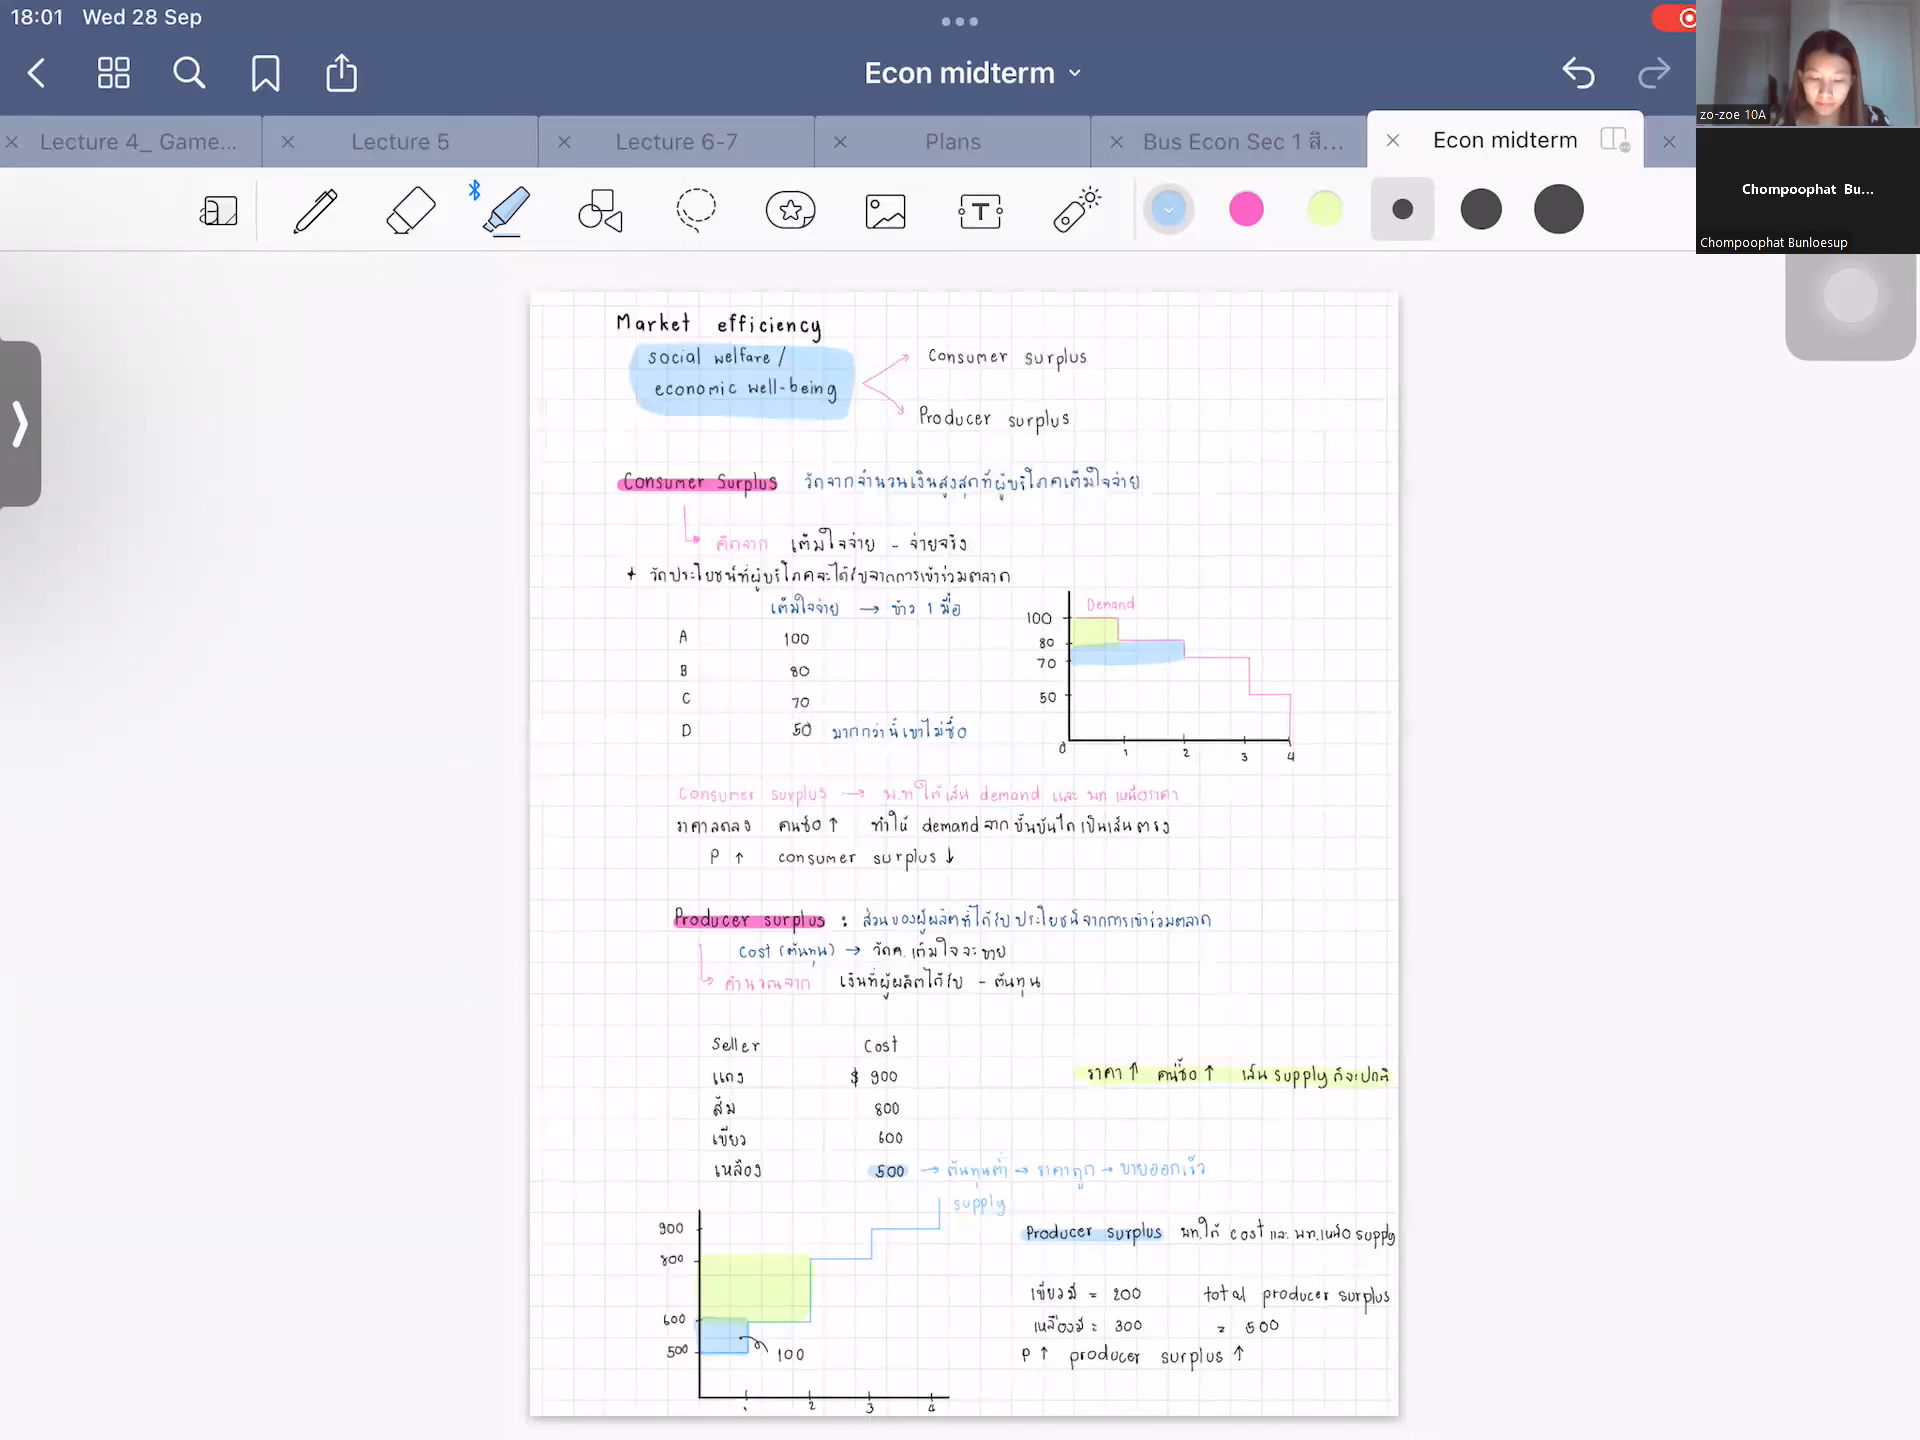 18:01 Wed 28 Sep
Econ midterm
Lecture 4_ Game...
Lecture 5
Lecture 6-7
Plans
Bus Econ Sec 1 สิ...
Econ midterm
zo-zoe 10A
Chompoophat Bu...
Chompoophat Bunloesup
Market efficiency
social welfare /
economic well-being
Consumer surplus
Producer surplus
Consumer Surplus วัดจากจำนวนเงินสูงสุดที่ผู้บริโภคเต็มใจจ่าย
คิดจาก เต็มใจจ่าย - จ่ายจริง
+ วัดประโยชน์ที่ผู้บริโภคจะได้รับจากการเข้าร่วมตลาด
เต็มใจจ่าย → ข้าว 1 มื้อ
A 100
B 80
C 70
D 50 มากกว่านี้เขาไม่ซื้อ
Demand
100
80
70
50
0 1 2 3 4
Consumer surplus → พ.ท ใต้เส้น demand และ พท เหนือราคา
ราคาลดลง คนซื้อ ↑ ทำให้ demand จากขั้นบันไดเป็นเส้นตรง
P ↑ consumer surplus ↓
Producer surplus : ส่วนของผู้ผลิตที่ได้รับประโยชน์จากการเข้าร่วมตลาด
Cost (ต้นทุน) → วัดค.เต็มใจจะขาย
คำนวณจาก เงินที่ผู้ผลิตได้รับ - ต้นทุน
Seller Cost
แดง $ 900
ส้ม 800
เขียว 600
เหลือง 500 → ต้นทุนต่ำ → ราคาถูก → ขายออกเร็ว
ราคา ↑ คนซื้อ ↑ เส้น supply ก็จะปกติ
supply
900
800
600
500
100
1 2 3 4
Producer surplus พท.ใต้ cost และ พท.เหนือ supply
เขียวมี = 200 total producer surplus
เหลืองมี = 300 = 500
P ↑ producer surplus ↑